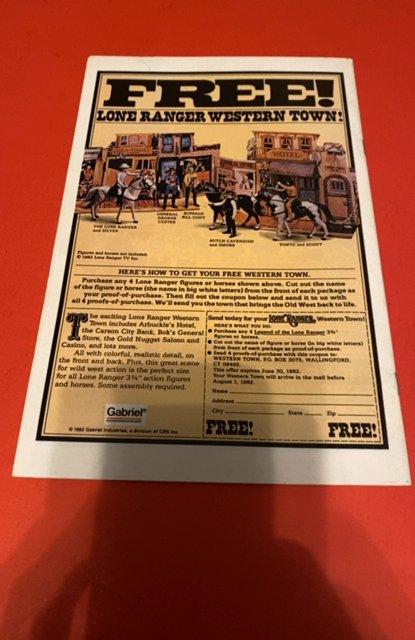 FREE!
LONE RANGER WESTERN TOWN!
HOTEL
THE LONE RANGER
and SILVER
GENERAL
GEORGE
CUSTER
BUFFALO
BILL CODY
BUTCH CAVENDISH
and SMOKE
TONTO and SCOUT
Figures and horses not included.
© 1982 Lone Ranger TV Inc.
HERE'S HOW TO GET YOUR FREE WESTERN TOWN.
Purchase any 4 Lone Ranger figures or horses shown above. Cut out the name
of the figure or horse (the name in big white letters) from the front of each package as
your proof-of-purchase. Then fill out the coupon below and send it to us with
all 4 proofs-of-purchase. We'll send you the town that brings the Old West back to life.
The exciting Lone Ranger Western
Town includes Arbuckle's Hotel,
the Carson City Bank, Bok's General
Store, the Gold Nugget Saloon and
Casino, and lots more.
All with colorful, realistic detail, on
the front and back. Plus, this great scene
for wild west action is the perfect size
for all Lone Ranger 3¾" action figures
and horses. Some assembly required.
Gabriel®
© 1982 Gabriel Industries, a division of CBS Inc.
Send today for your LONE RANGER Western Town!
HERE'S WHAT YOU DO:
Purchase any 4 Legend of the Lone Ranger 3¾"
figures or horses.
Cut out the name of figure or horse (in big white letters)
from front of each package as proof-of-purchase.
Send 4 proofs-of-purchase with this coupon to:
WESTERN TOWN, P.O. BOX 3075, WALLINGFORD,
CT 06492.
This offer expires June 30, 1982.
Your Western Town will arrive in the mail before
August 1, 1982.
Name
Address
City State Zip
FREE! FREE!